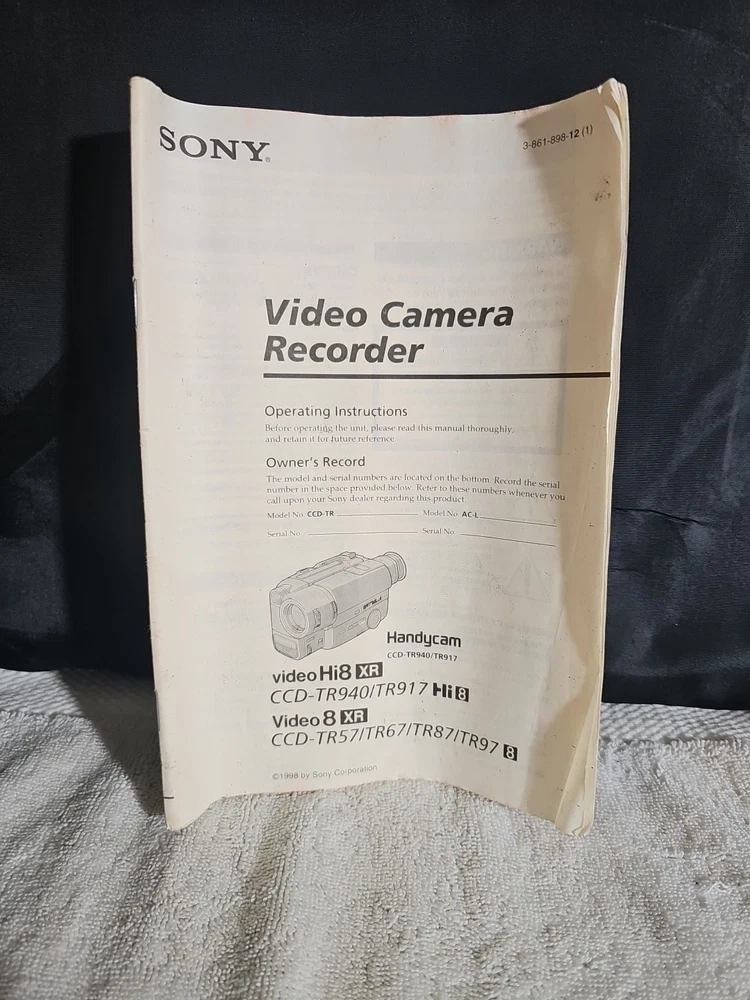 SONY®
3-861-898-12 (1)
Video Camera
Recorder
Operating Instructions
Before operating the unit, please read this manual thoroughly,
and retain it for future reference.
Owner's Record
The model and serial numbers are located on the bottom. Record the serial
number in the space provided below. Refer to these numbers whenever you
call upon your Sony dealer regarding this product.
Model No. CCD-TR Model No. AC-L
Serial No. Serial No.
Handycam
CCD-TR940/TR917
video Hi8 XR
CCD-TR940/TR917 Hi8
Video 8 XR
CCD-TR57/TR67/TR87/TR97 8
©1998 by Sony Corporation